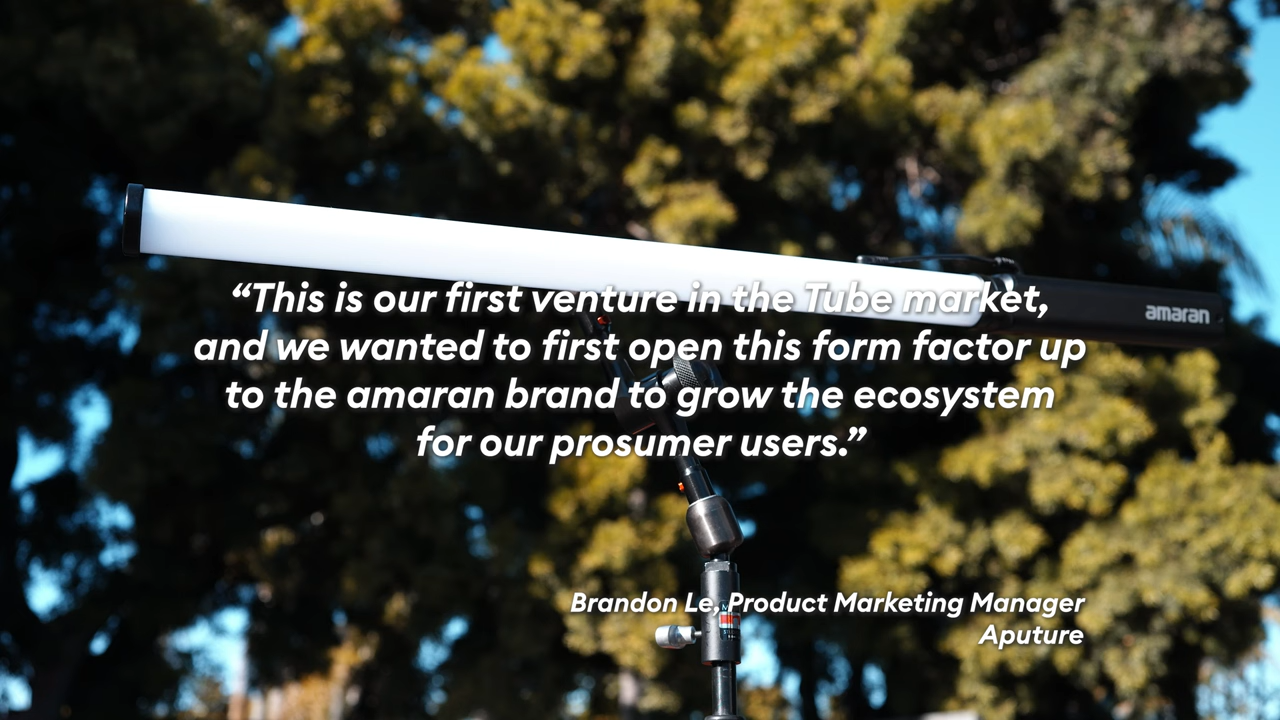 amaran
“This is our first venture in the Tube market,
and we wanted to first open this form factor up
to the amaran brand to grow the ecosystem
for our prosumer users.”
Brandon Le, Product Marketing Manager
Aputure